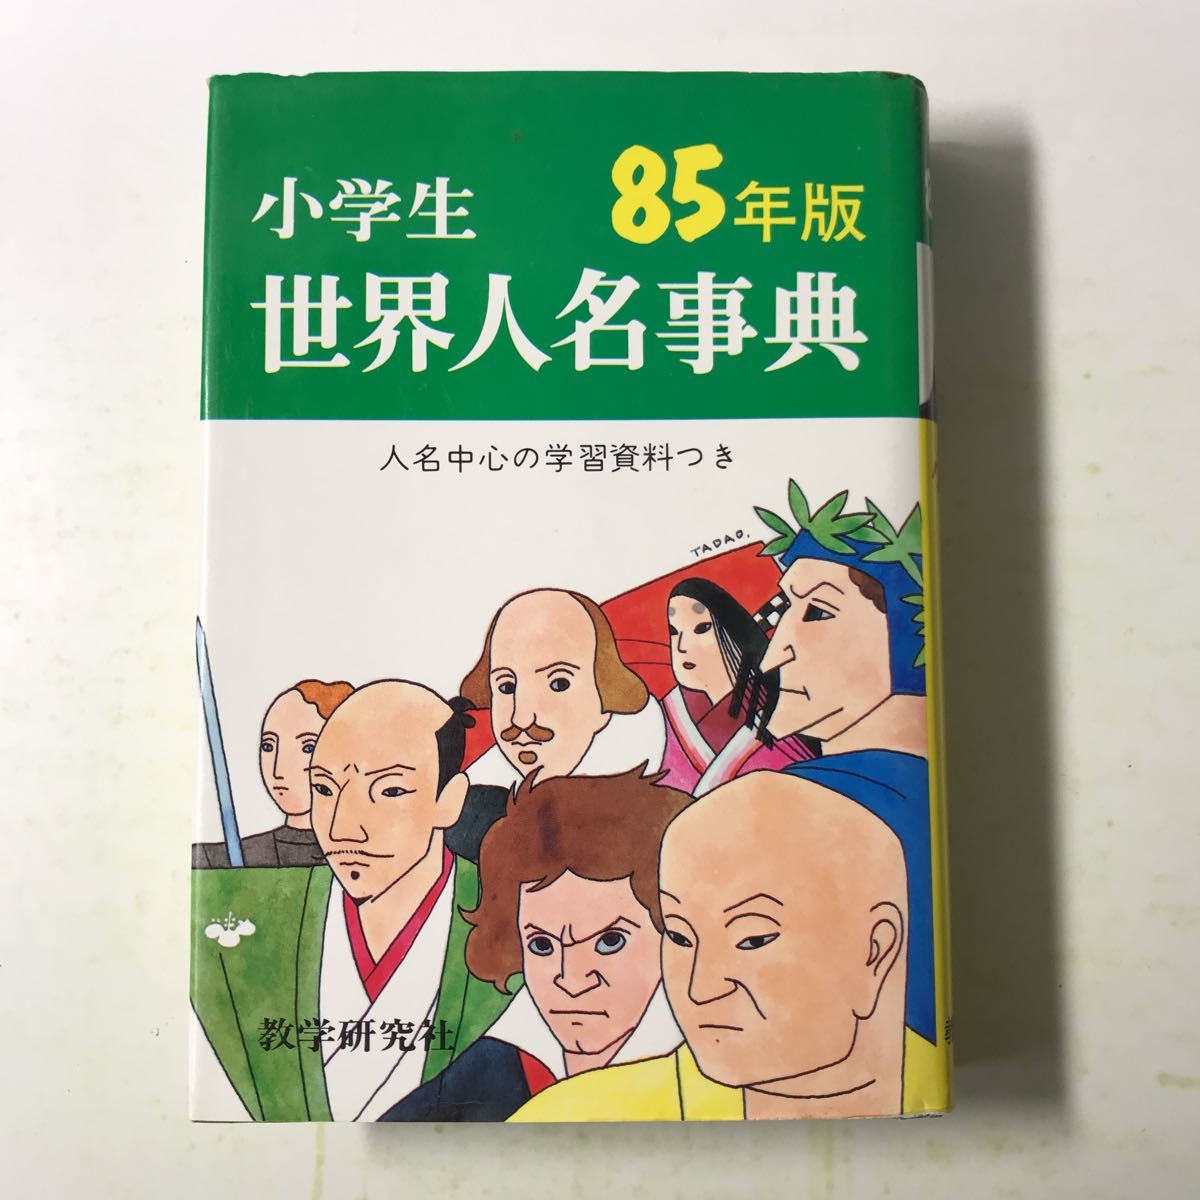 小学生
85年版
世界人名事典
人名中心の学習資料つき
TADAO.
教学研究社